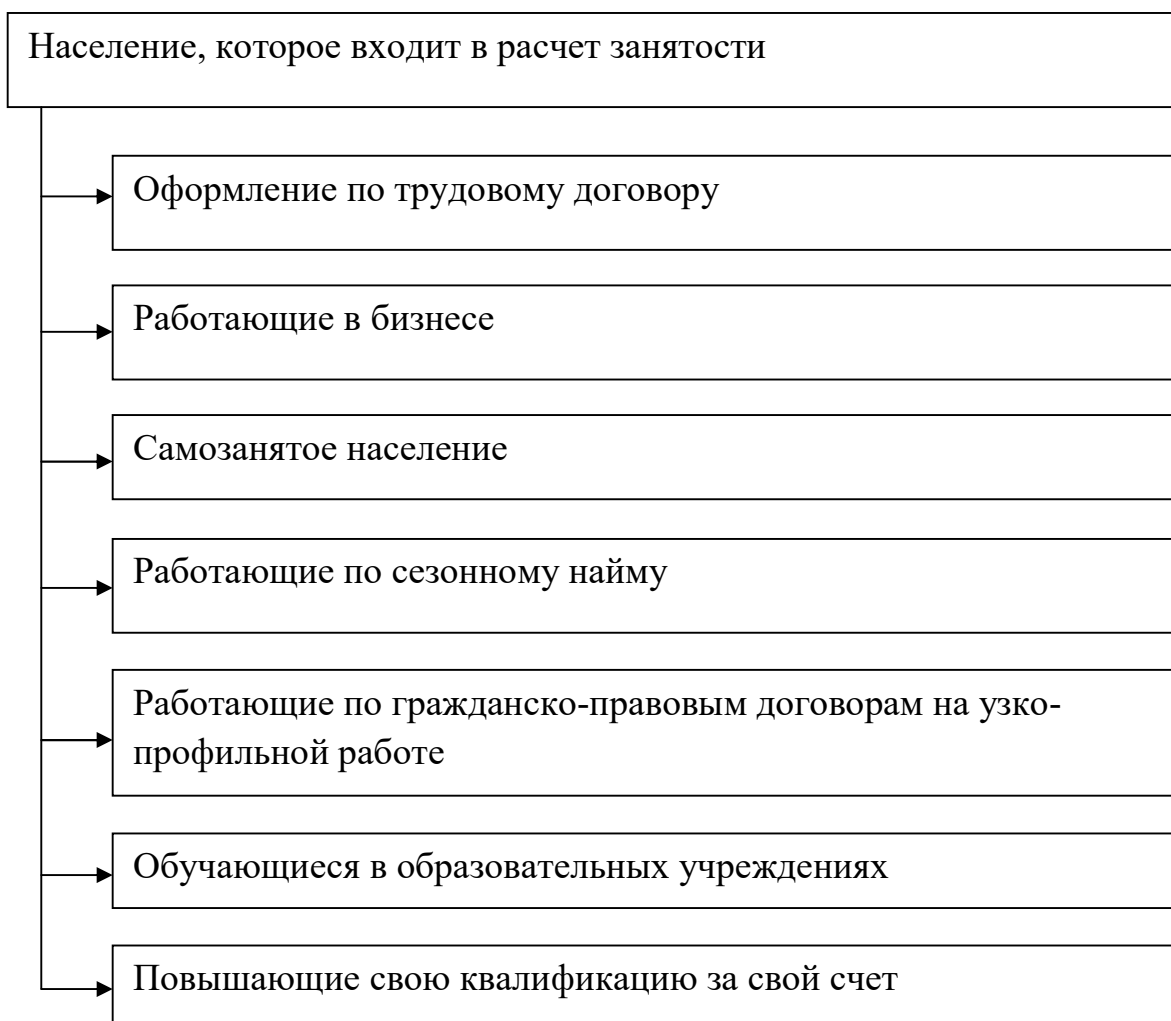 Население, которое входит в расчет занятости
Оформление по трудовому договору
Работающие в бизнесе
Самозанятое население
Работающие по сезонному найму
Работающие по гражданско-правовым договорам на узко-
профильной работе
Обучающиеся в образовательных учреждениях
Повышающие свою квалификацию за свой счет